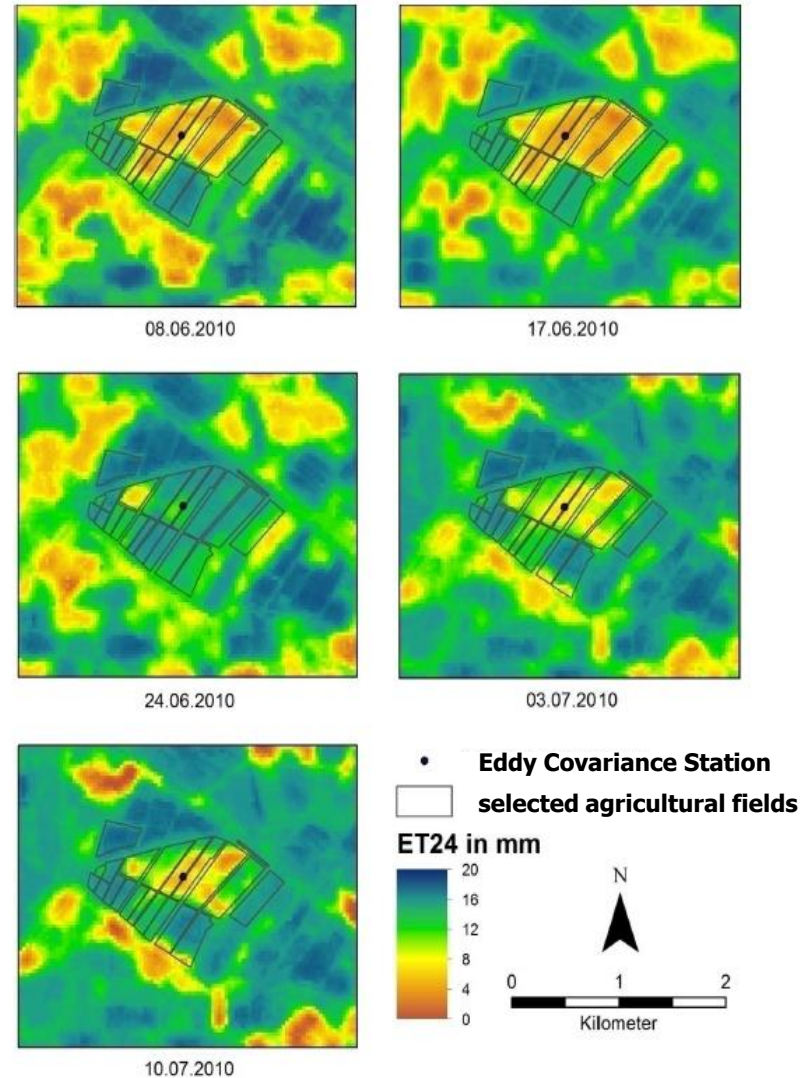 08.06.2010
17.06.2010
24.06.2010
03.07.2010
10.07.2010
Eddy Covariance Station
selected agricultural fields
ET24 in mm
20
16
12
8
4
0
N
0 1 2
Kilometer